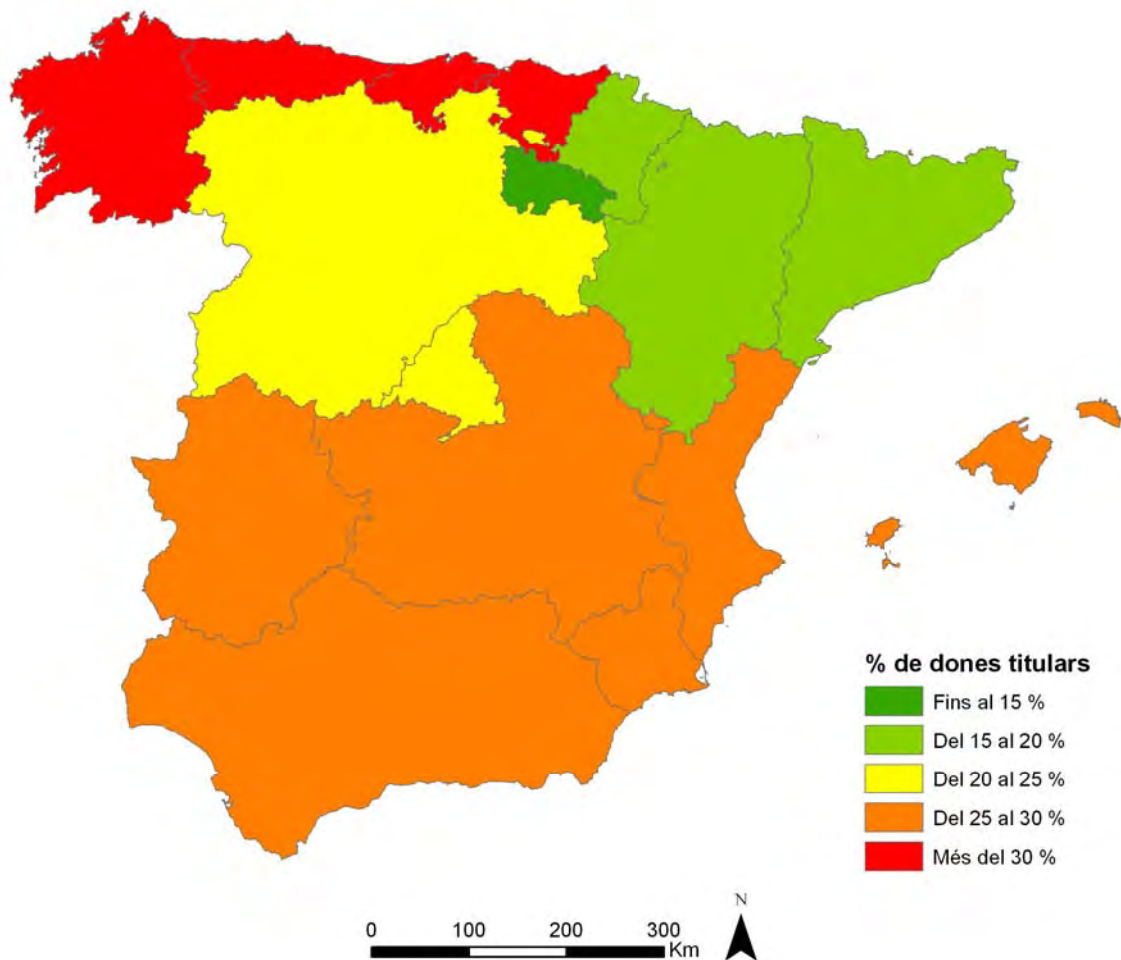 % de dones titulars
Fins al 15 %
Del 15 al 20 %
Del 20 al 25 %
Del 25 al 30 %
Més del 30 %
N
0 100 200 300
Km